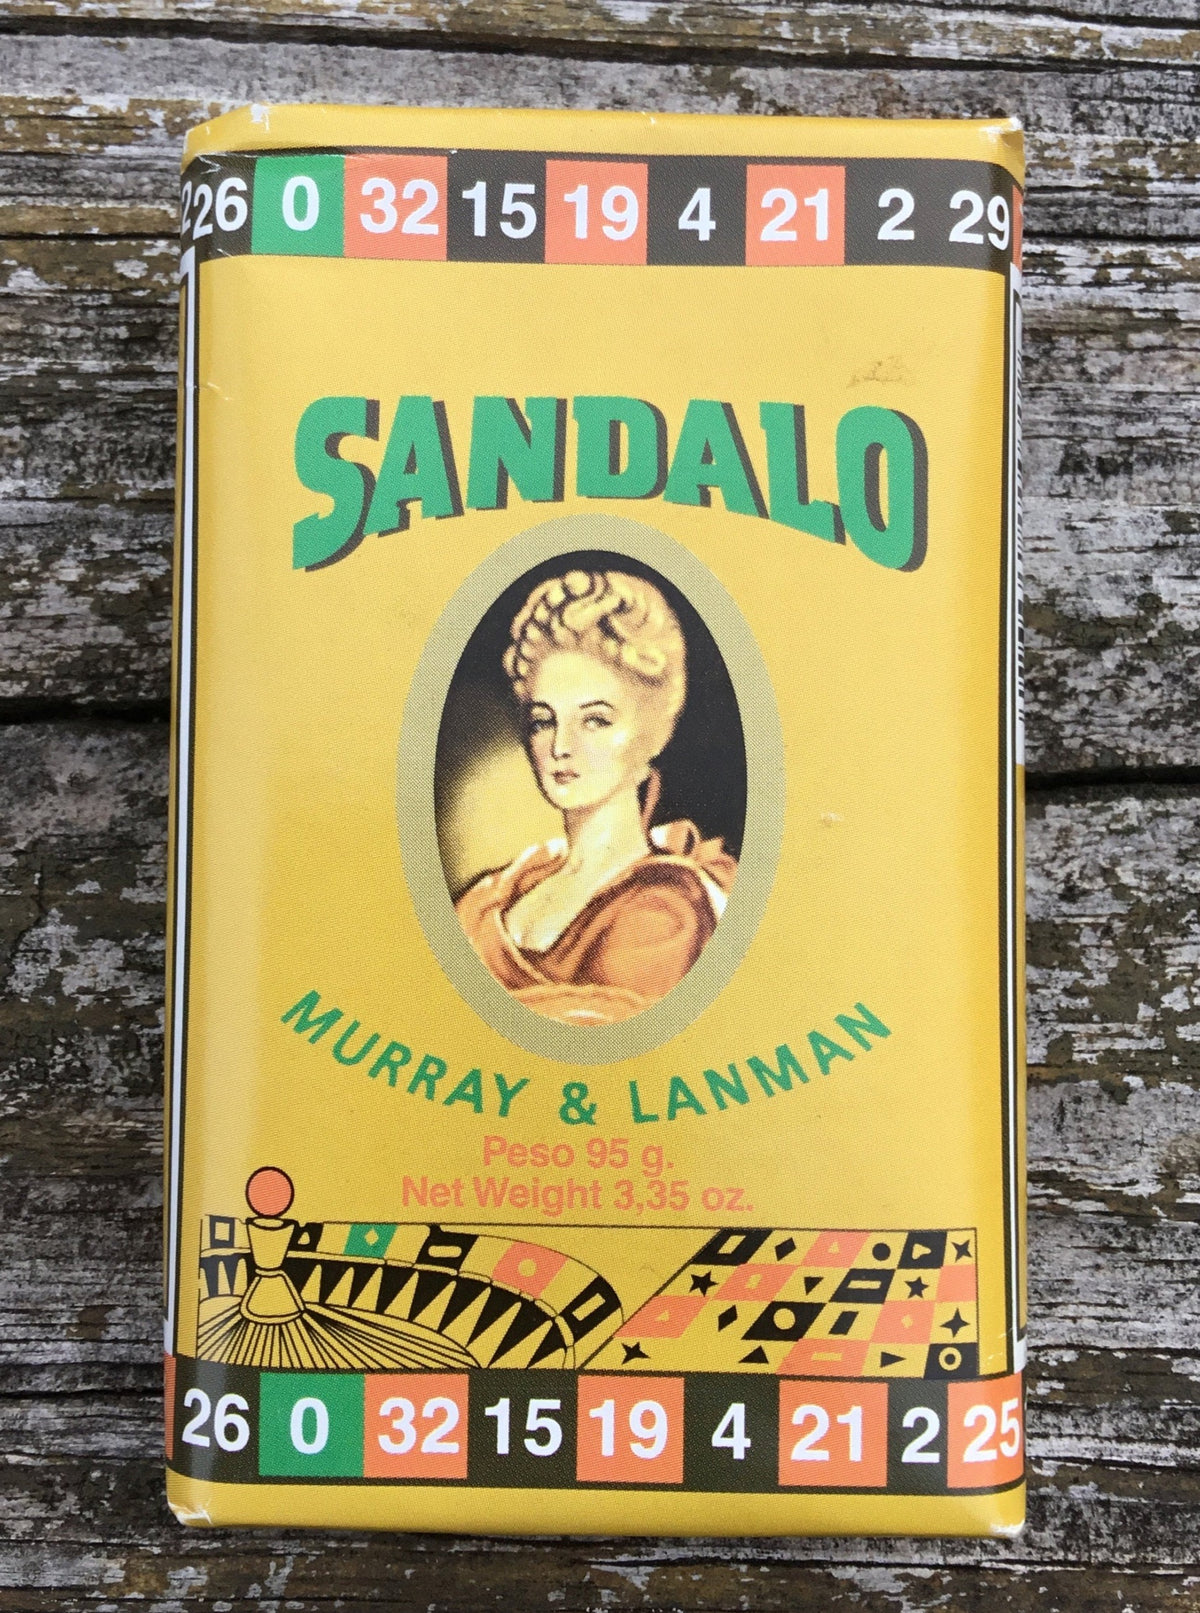 26 0 32 15 19 4 21 2 29
SANDALO
MURRAY & LANMAN
Peso 95 g.
Net Weight 3,35 oz.
26 0 32 15 19 4 21 2 25